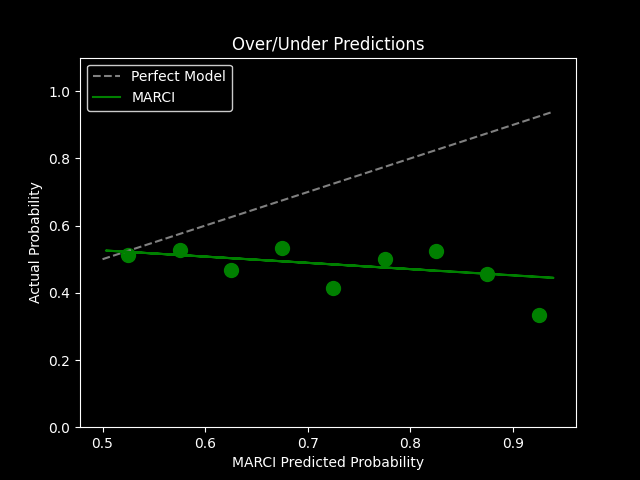 Over/Under Predictions
Perfect Model
MARCI
1.0
0.8
0.6
0.4
0.2
0.0
Actual Probability
0.5 0.6 0.7 0.8 0.9
MARCI Predicted Probability